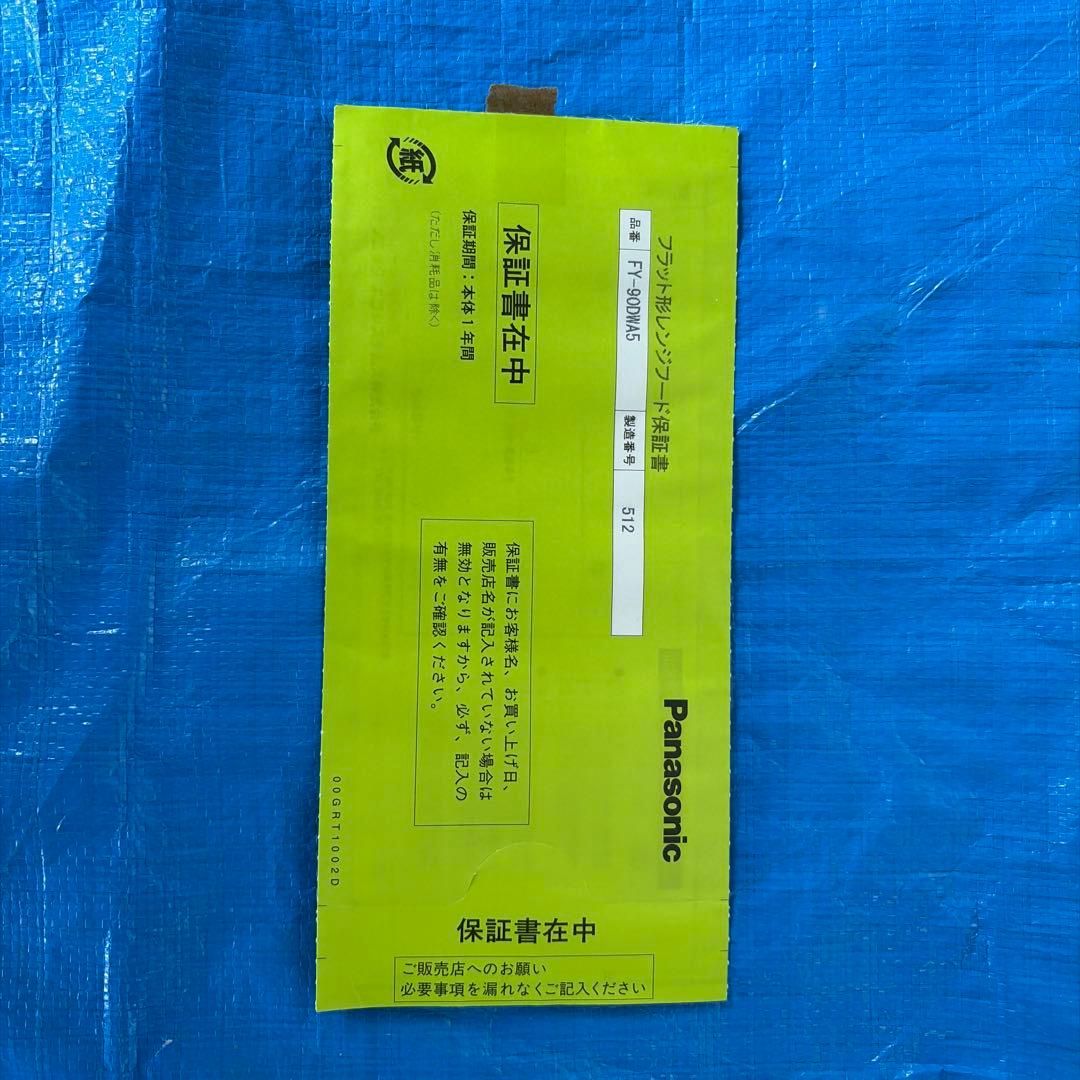 フラット形レンジフード保証書
品番 FY-90DWA5 製造番号 512
Panasonic
保証書在中
保証期間：本体1年間
（ただし消耗品は除く）
紙
保証書にお客様名、お買い上げ日、
販売店名が記入されていない場合は
無効となりますから、必ず、記入の
有無をご確認ください。
00GRT1002D
保証書在中
ご販売店へのお願い
必要事項を漏れなくご記入ください